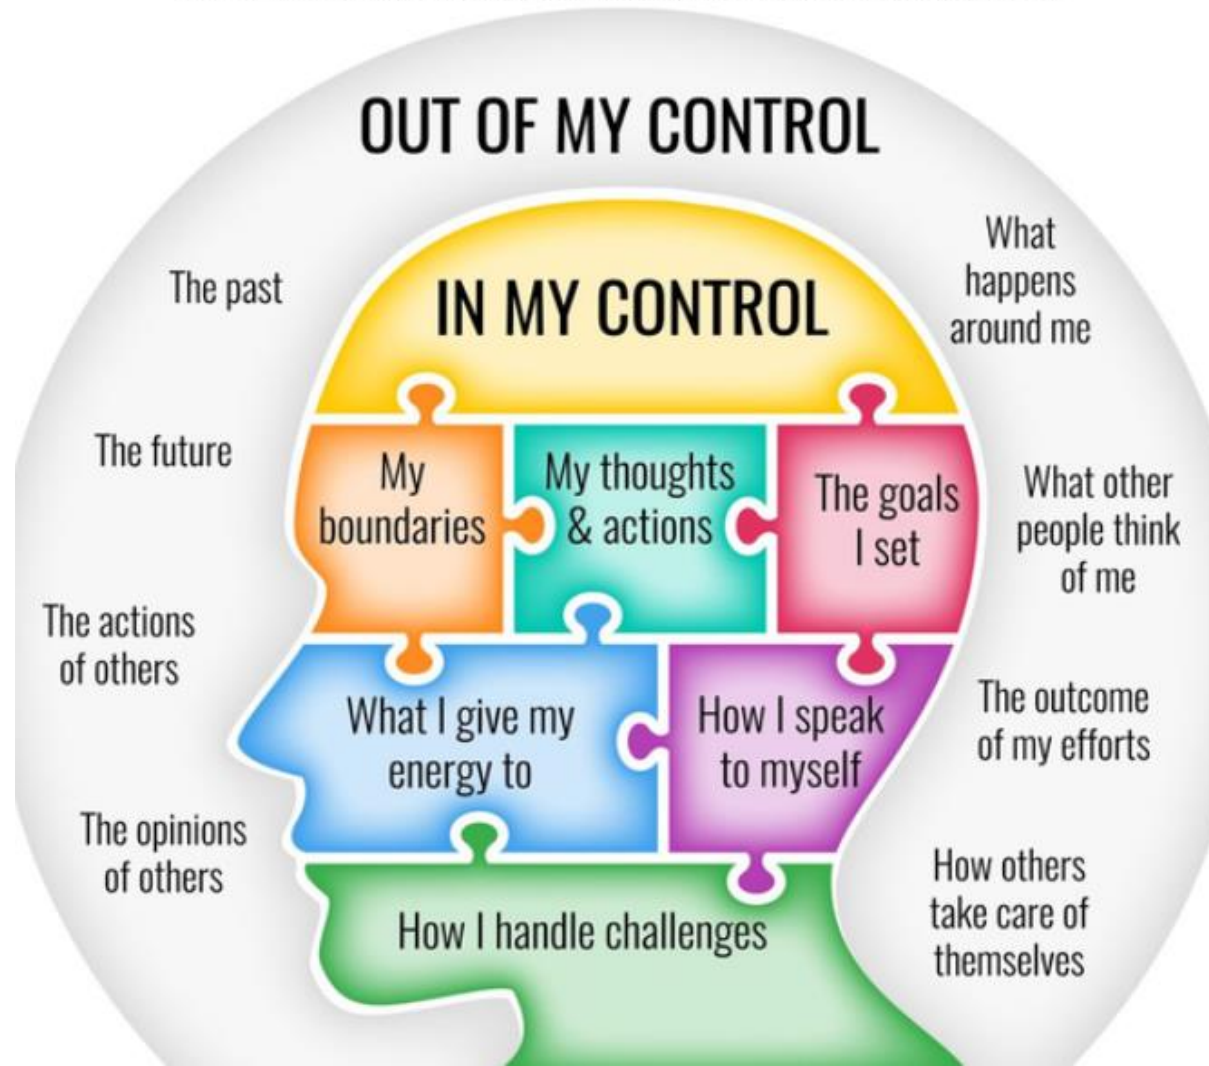 OUT OF MY CONTROL
IN MY CONTROL
The past
The future
The actions
of others
The opinions
of others
My
boundaries
My thoughts
& actions
The goals
I set
What I give my
energy to
How I speak
to myself
How I handle challenges
What
happens
around me
What other
people think
of me
The outcome
of my efforts
How others
take care of
themselves